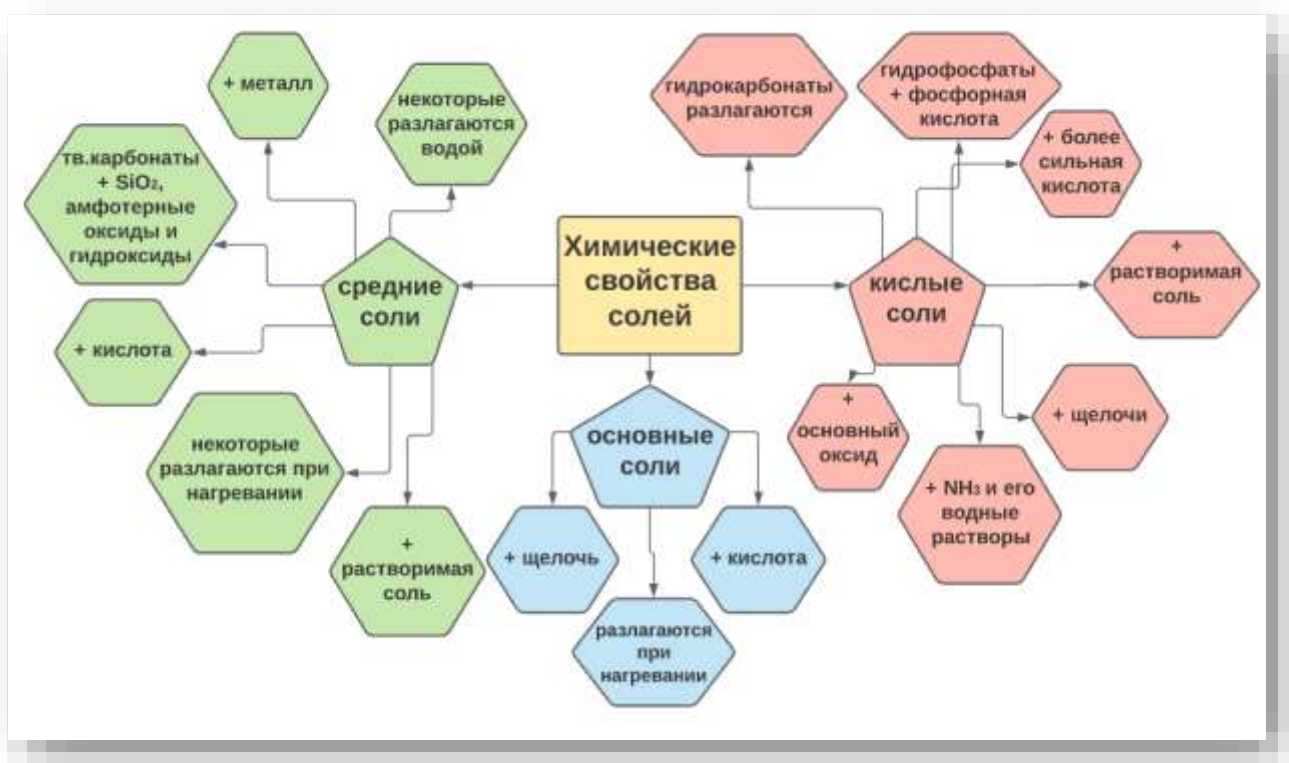 + металл
некоторые
разлагаются
водой
тв.карбонаты
+ SiO₂,
амфотерные
оксиды и
гидроксиды
+ кислота
некоторые
разлагаются при
нагревании
+
растворимая
соль
средние
соли
Химические
свойства
солей
основные
соли
+ щелочь
разлагаются
при
нагревании
+ кислота
кислые
соли
гидрокарбонаты
разлагаются
гидрофосфаты
+ фосфорная
кислота
+ более
сильная
кислота
+
растворимая
соль
+ щелочи
+
основный
оксид
+ NH₃ и его
водные
растворы